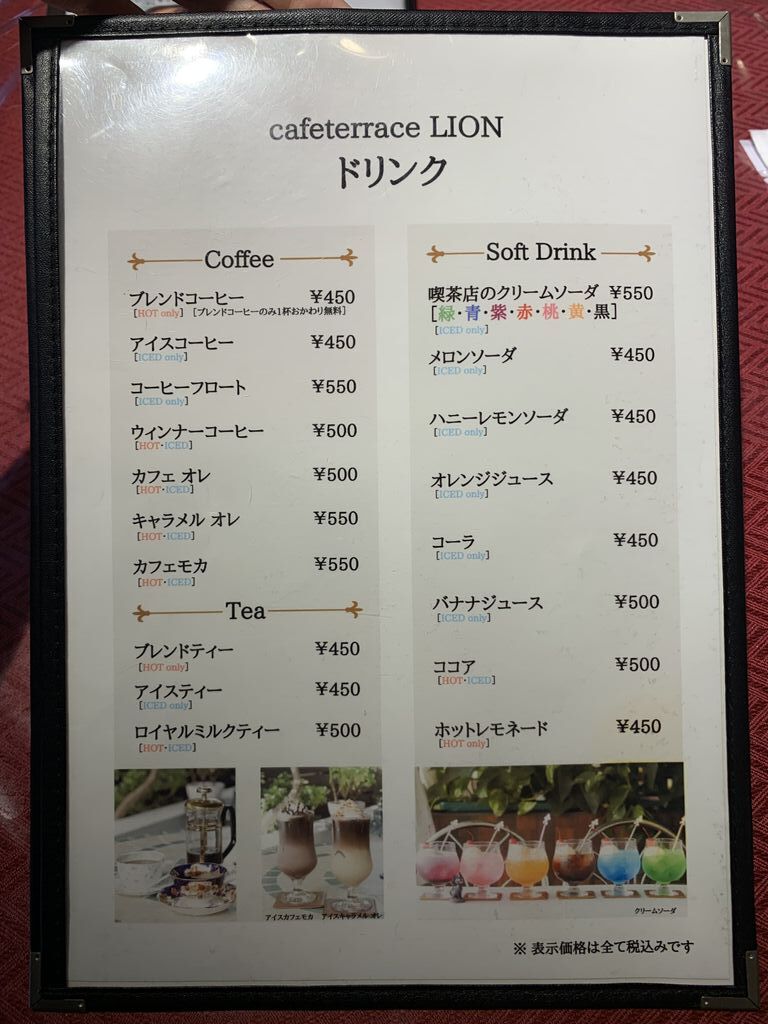 cafeterrace LION
ドリンク
Coffee
ブレンドコーヒー ¥450
[HOT only] [ブレンドコーヒーのみ1杯おかわり無料]
アイスコーヒー ¥450
[ICED only]
コーヒーフロート ¥550
[ICED only]
ウィンナーコーヒー ¥500
[HOT・ICED]
カフェ オレ ¥500
[HOT・ICED]
キャラメル オレ ¥550
[HOT・ICED]
カフェモカ ¥550
[HOT・ICED]
Tea
ブレンドティー ¥450
[HOT only]
アイスティー ¥450
[ICED only]
ロイヤルミルクティー ¥500
[HOT・ICED]
アイスカフェモカ アイスキャラメル オレ
Soft Drink
喫茶店のクリームソーダ ¥550
[緑・青・紫・赤・桃・黄・黒]
[ICED only]
メロンソーダ ¥450
[ICED only]
ハニーレモンソーダ ¥450
[ICED only]
オレンジジュース ¥450
[ICED only]
コーラ ¥450
[ICED only]
バナナジュース ¥500
[ICED only]
ココア ¥500
[HOT・ICED]
ホットレモネード ¥450
[HOT only]
クリームソーダ
※ 表示価格は全て税込みです